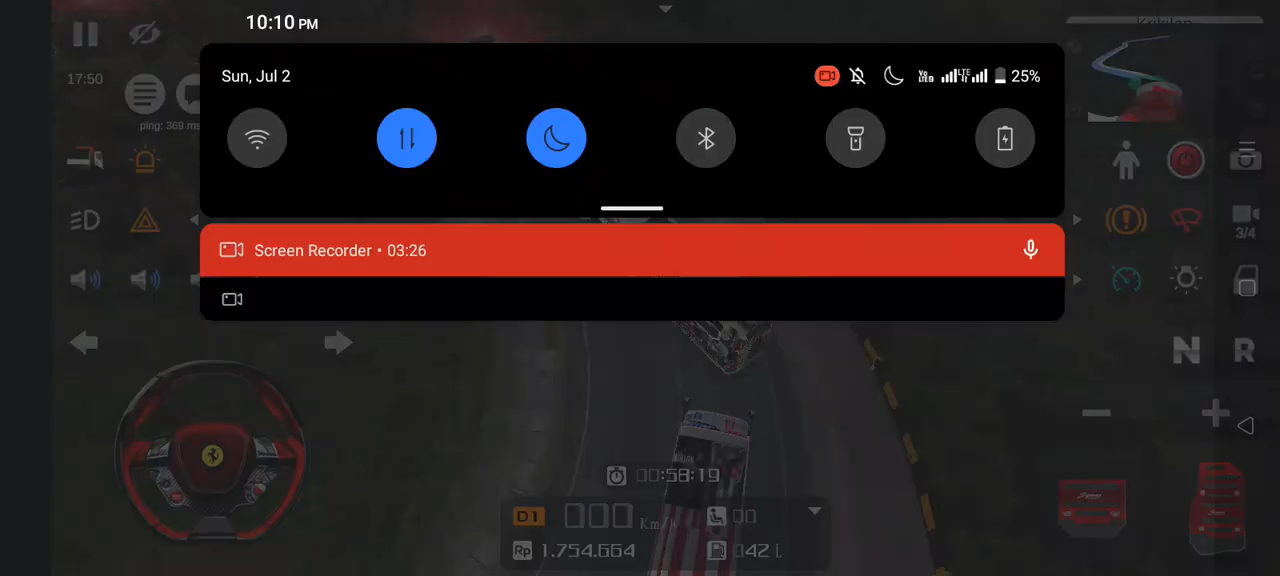 10:10 PM
Sun, Jul 2
25%
17:50
ping: 369 ms
Screen Recorder • 03:26
3/4
N R
00:58:19
D1 000 Km/ 00
Rp 1.754.664 042 L